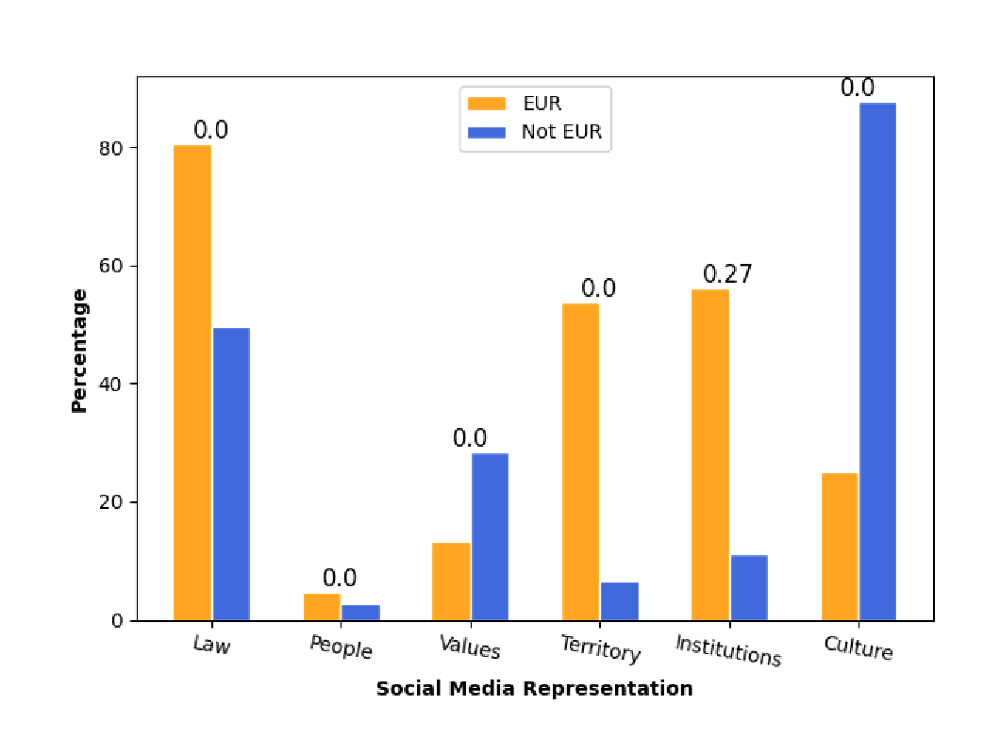 0.0
EUR
Not EUR
0.0
80
60
40
20
0
Percentage
0.0
0.0
0.0
0.27
Law
People
Values
Territory
Institutions
Culture
Social Media Representation